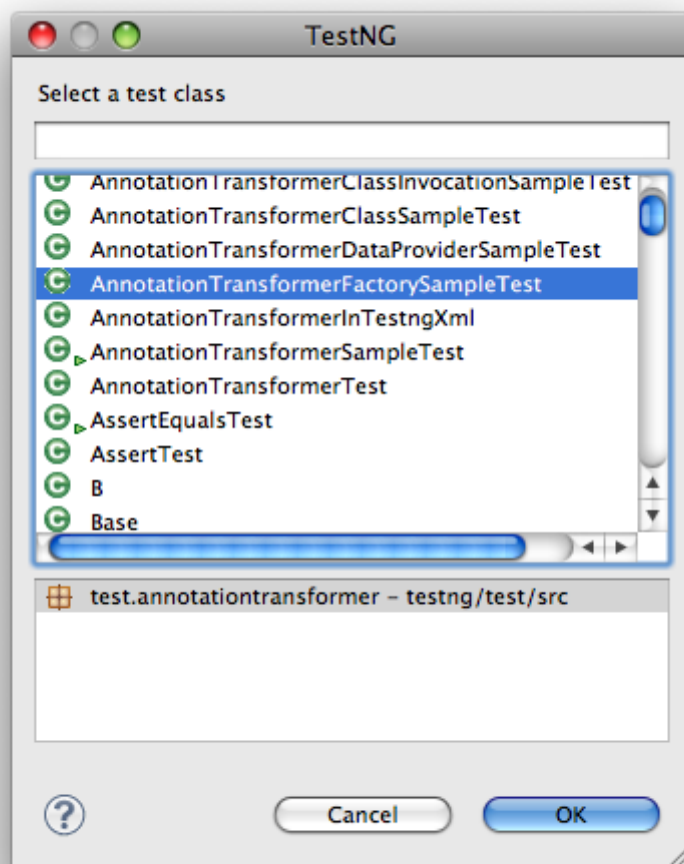 TestNG
Select a test class
AnnotationTransformerClassInvocationSampleTest
AnnotationTransformerClassSampleTest
AnnotationTransformerDataProviderSampleTest
AnnotationTransformerFactorySampleTest
AnnotationTransformerInTestngXml
AnnotationTransformerSampleTest
AnnotationTransformerTest
AssertEqualsTest
AssertTest
B
Base
test.annotationtransformer – testng/test/src
? Cancel OK